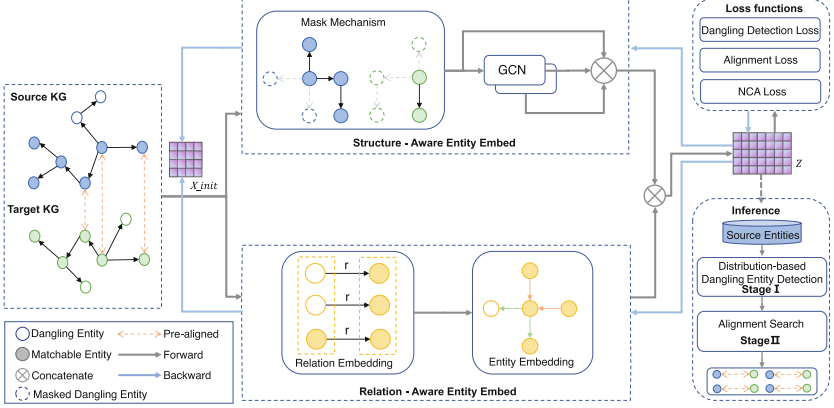 Source KG
Target KG
X_init
Mask Mechanism
GCN
Structure - Aware Entity Embed
r
r
r
Relation Embedding
Entity Embedding
Relation - Aware Entity Embed
Z
Loss functions
Dangling Detection Loss
Alignment Loss
NCA Loss
Inference
Source Entities
Distribution-based
Dangling Entity Detection
Stage I
Alignment Search
Stage II
Dangling Entity
Pre-aligned
Matchable Entity
Forward
Concatenate
Backward
Masked Dangling Entity